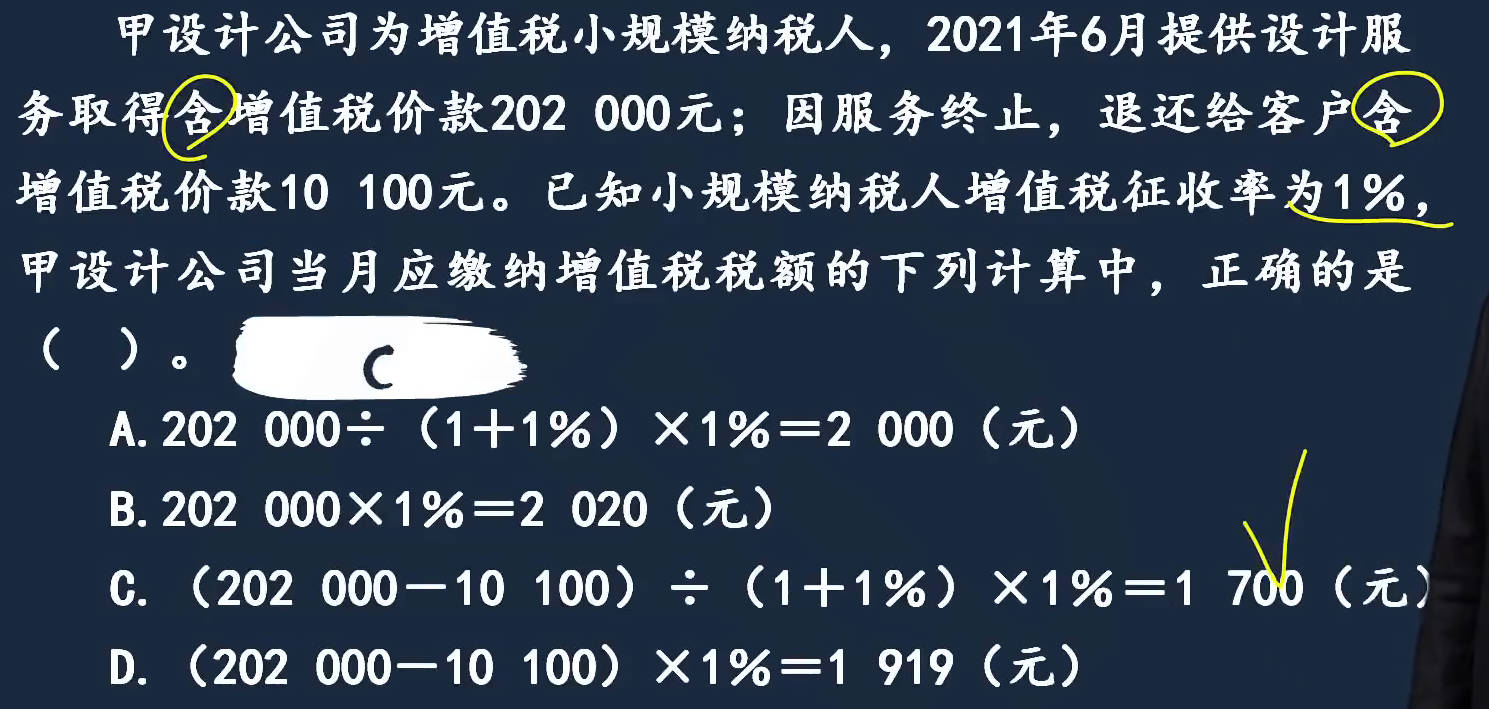 甲设计公司为增值税小规模纳税人，2021年6月提供设计服
务取得含增值税价款202 000元；因服务终止，退还给客户含
增值税价款10 100元。已知小规模纳税人增值税征收率为1%，
甲设计公司当月应缴纳增值税税额的下列计算中，正确的是
（ ）。 C
A.202 000÷（1＋1%）×1%＝2 000（元）
B.202 000×1%＝2 020（元）
C.（202 000－10 100）÷（1＋1%）×1%＝1 700（元）
D.（202 000－10 100）×1%＝1 919（元）